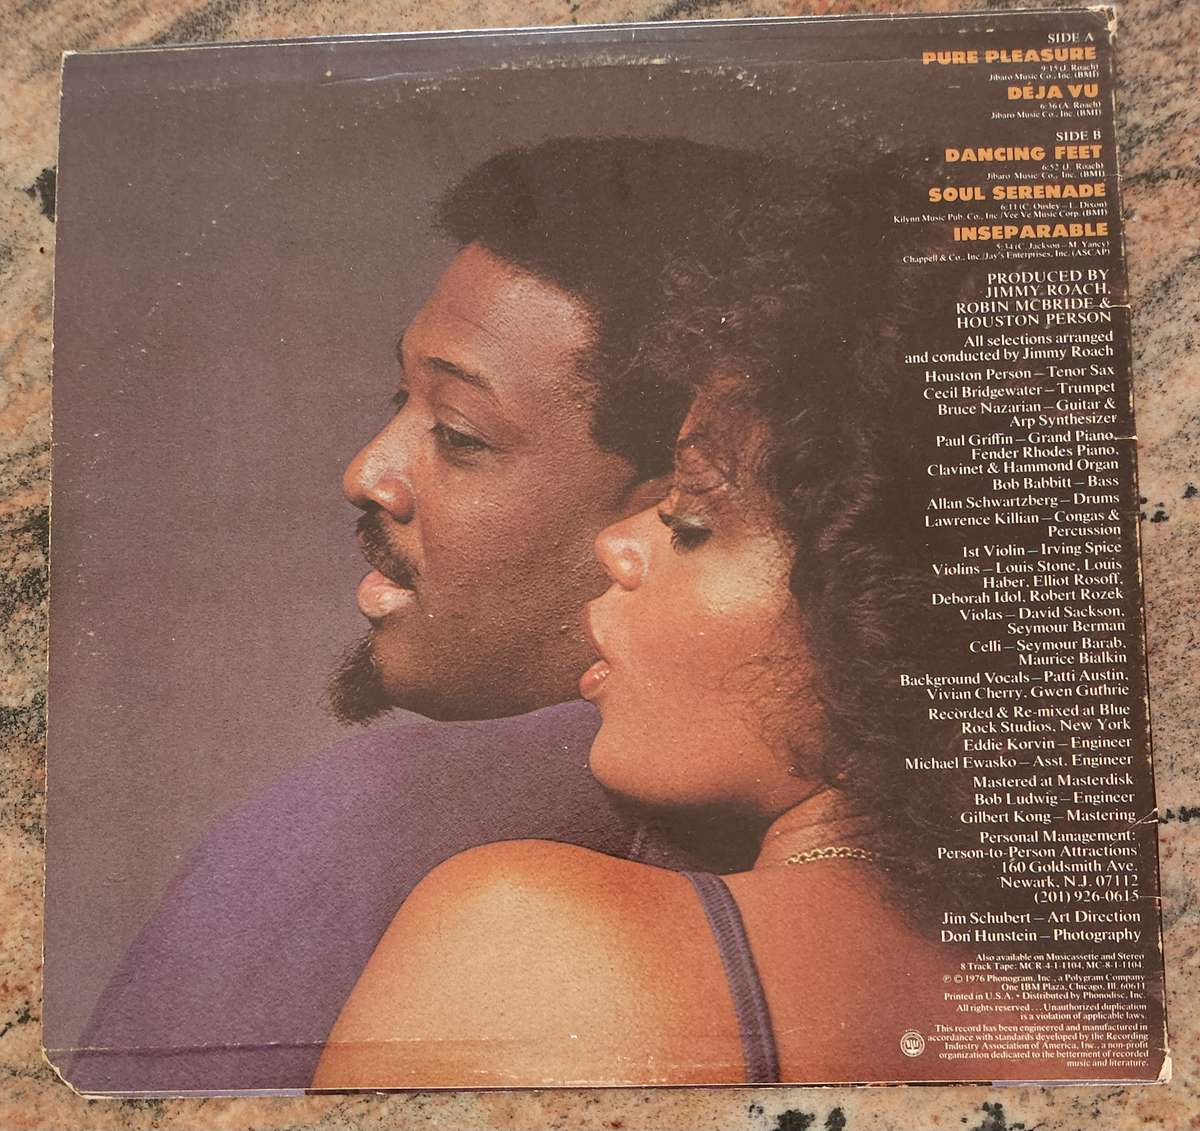 SIDE A
PURE PLEASURE
9:15 (J. Roach)
Jibaro Music Co., Inc. (BMI)
DÉJA VU
6:36 (A. Roach)
Jibaro Music Co., Inc. (BMI)
SIDE B
DANCING FEET
6:52 (J. Roach)
Jibaro Music Co., Inc. (BMI)
SOUL SERENADE
6:11 (C. Ousley—L. Dixon)
Kilynn Music Pub. Co., Inc./Vee Ve Music Corp. (BMI)
INSEPARABLE
5:34 (C. Jackson—M. Yancy)
Chappell & Co., Inc./Jay's Enterprises, Inc. (ASCAP)
PRODUCED BY
JIMMY ROACH,
ROBIN MCBRIDE &
HOUSTON PERSON
All selections arranged
and conducted by Jimmy Roach
Houston Person—Tenor Sax
Cecil Bridgewater—Trumpet
Bruce Nazarian—Guitar &
Arp Synthesizer
Paul Griffin—Grand Piano,
Fender Rhodes Piano,
Clavinet & Hammond Organ
Bob Babbitt—Bass
Allan Schwartzberg—Drums
Lawrence Killian—Congas &
Percussion
1st Violin—Irving Spice
Violins—Louis Stone, Louis
Haber, Elliot Rosoff,
Deborah Idol, Robert Rozek
Violas—David Sackson,
Seymour Berman
Celli—Seymour Barab,
Maurice Bialkin
Background Vocals—Patti Austin,
Vivian Cherry, Gwen Guthrie
Recorded & Re-mixed at Blue
Rock Studios, New York
Eddie Korvin—Engineer
Michael Ewasko—Asst. Engineer
Mastered at Masterdisk
Bob Ludwig—Engineer
Gilbert Kong—Mastering
Personal Management:
Person-to-Person Attractions
160 Goldsmith Ave.
Newark, N.J. 07112
(201) 926-0615
Jim Schubert—Art Direction
Don Hunstein—Photography
Also available on Musicassette and Stereo
8 Track Tape: MCR-4-1-1104, MC-8-1-1104.
℗ © 1976 Phonogram, Inc., a Polygram Company
One IBM Plaza, Chicago, Ill. 60611
Printed in U.S.A. • Distributed by Phonodisc, Inc.
All rights reserved... Unauthorized duplication
is a violation of applicable laws.
This record has been engineered and manufactured in
accordance with standards developed by the Recording
Industry Association of America, Inc., a non-profit
organization dedicated to the betterment of recorded
music and literature.